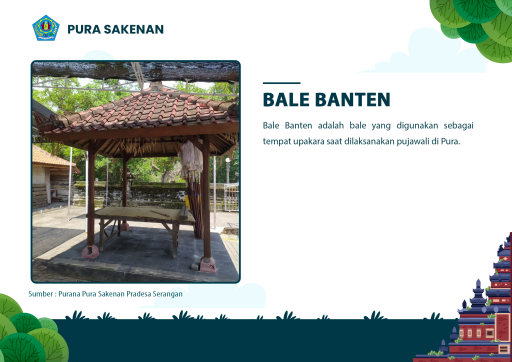 PURA SAKENAN
BALE BANTEN
Bale Banten adalah bale yang digunakan sebagai
tempat upakara saat dilaksanakan pujawali di Pura.
Sumber : Purana Pura Sakenan Pradesa Serangan